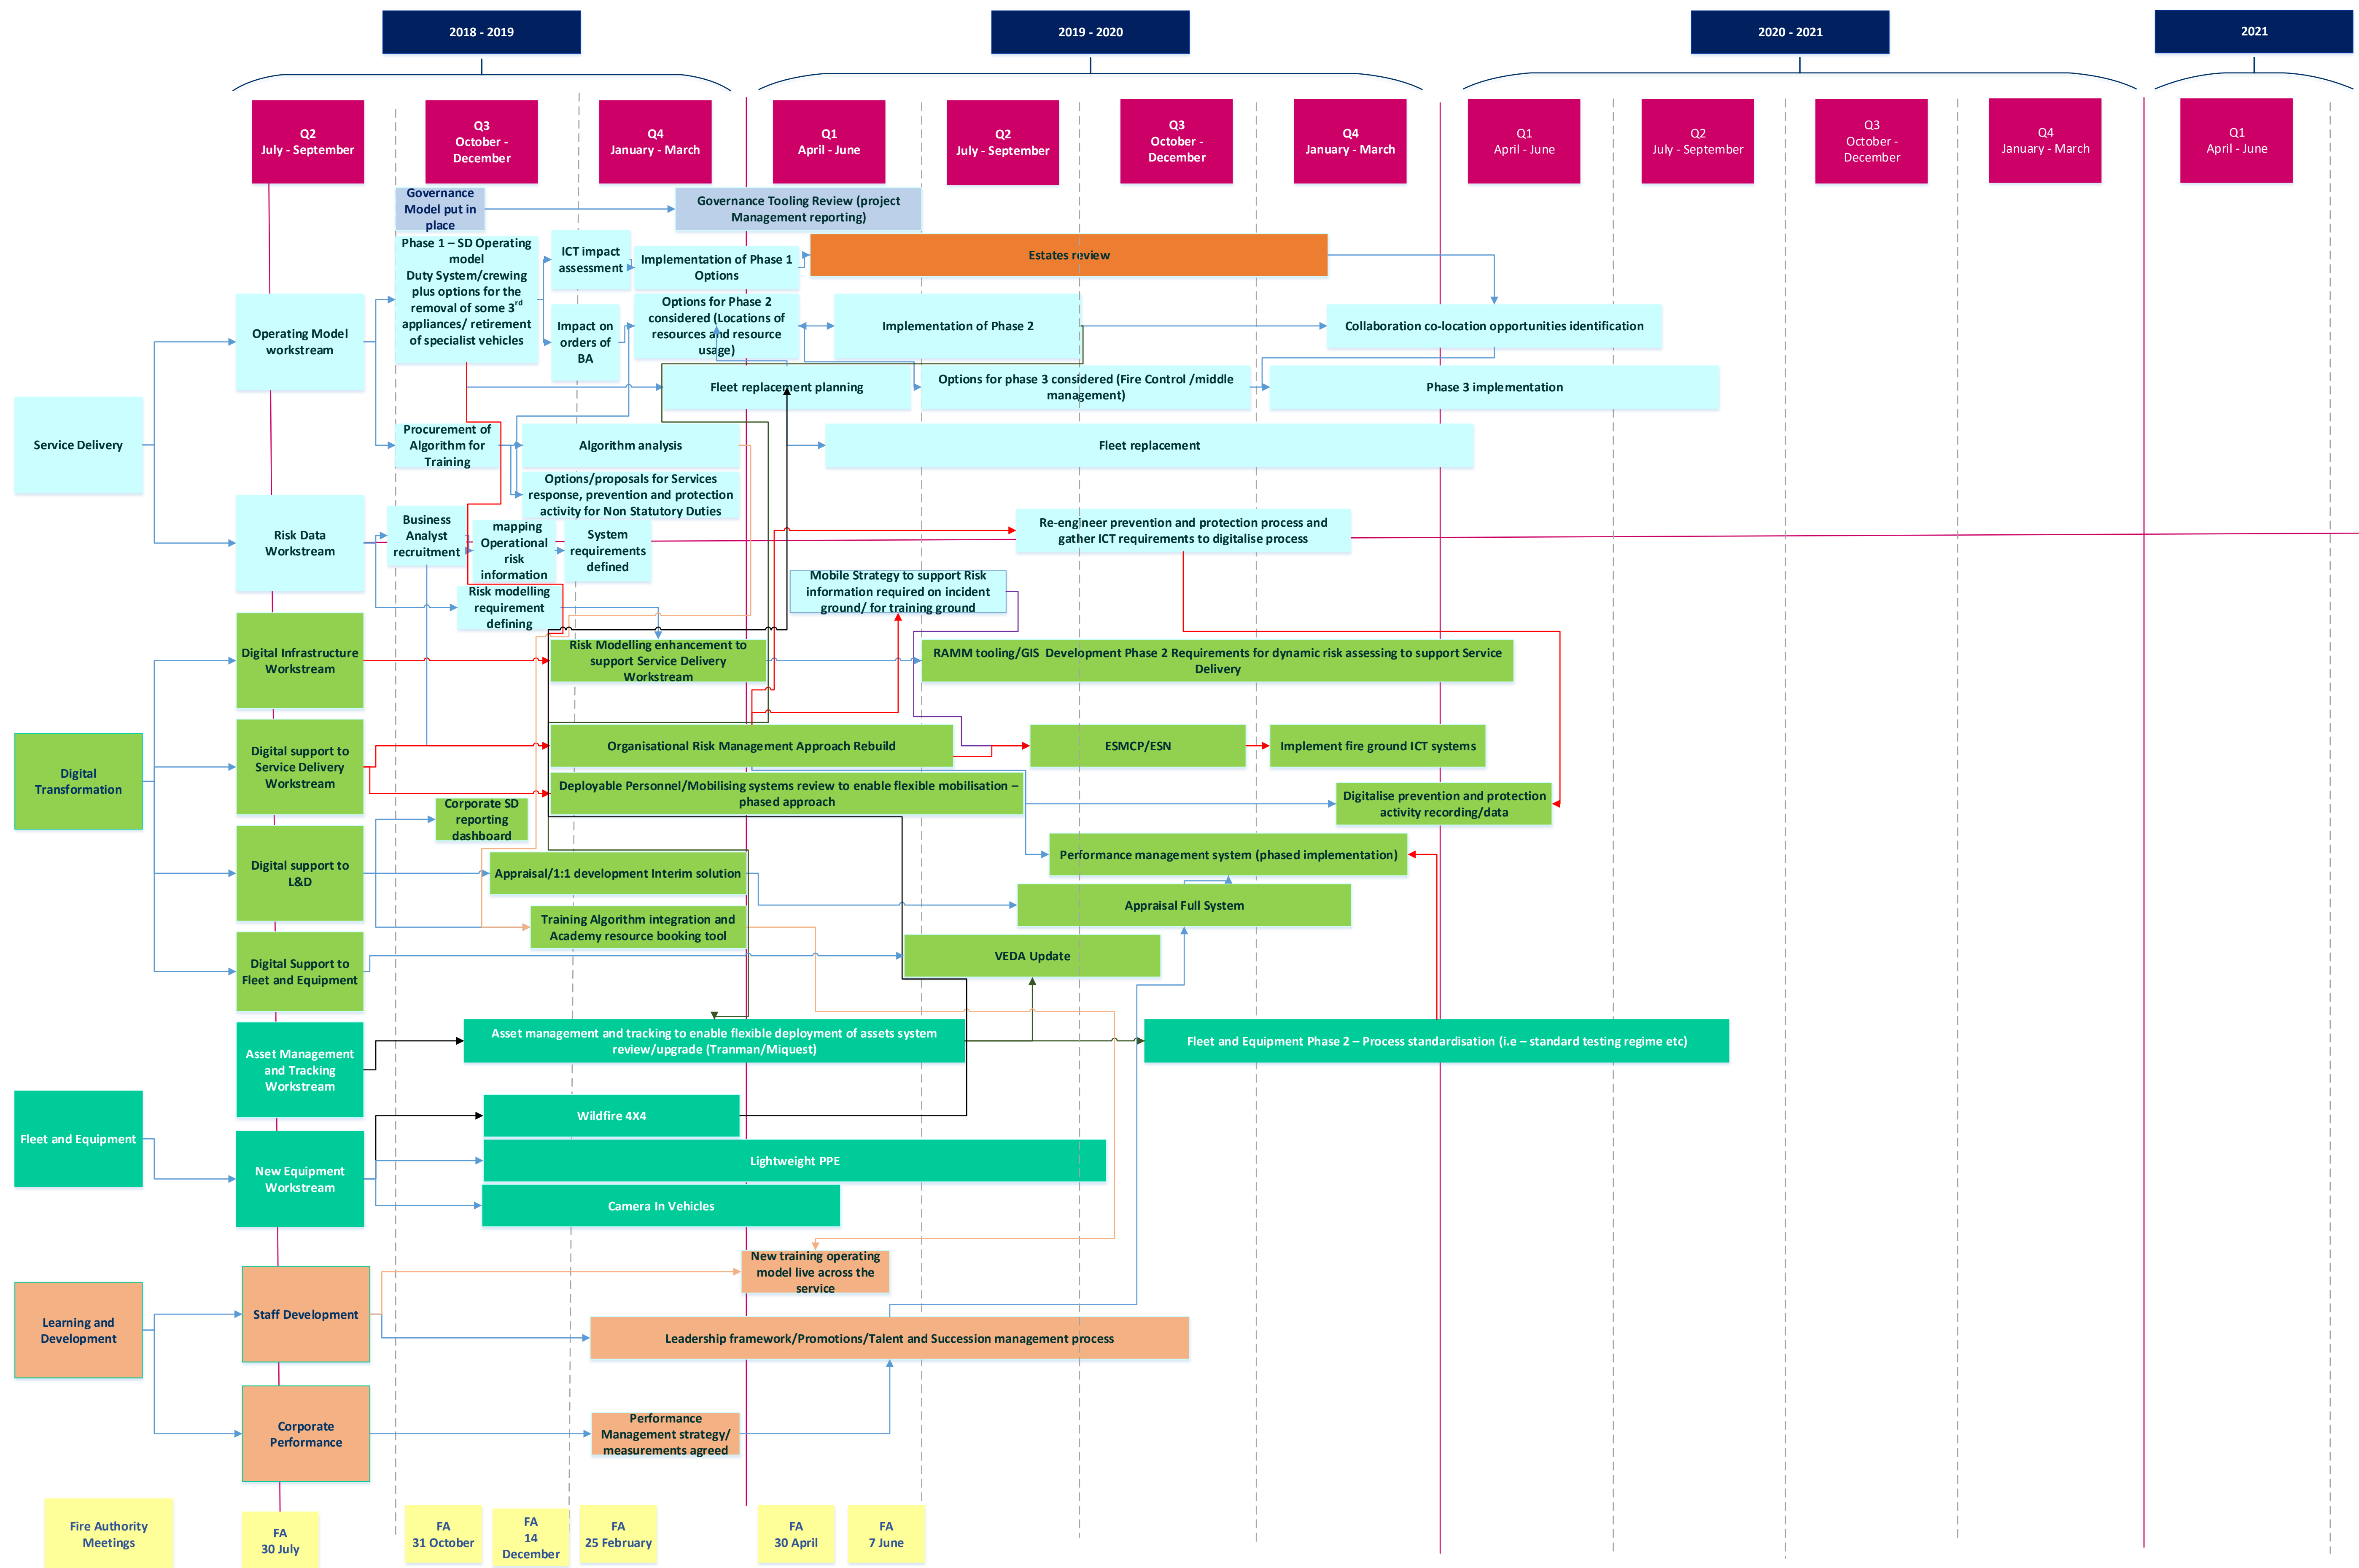 2018 - 2019
2019 - 2020
2020 - 2021
2021
Q2
July - September
Q3
October -
December
Q4
January - March
Q1
April - June
Q2
July - September
Q3
October -
December
Q4
January - March
Q1
April - June
Q2
July - September
Q3
October -
December
Q4
January - March
Q1
April - June
Governance
Model put in
place
Governance Tooling Review (project
Management reporting)
Phase 1 – SD Operating
model
Duty System/crewing
plus options for the
removal of some 3rd
appliances/ retirement
of specialist vehicles
ICT impact
assessment
Implementation of Phase 1
Options
Estates review
Operating Model
workstream
Impact on
orders of
BA
Options for Phase 2
considered (Locations of
resources and resource
usage)
Implementation of Phase 2
Collaboration co-location opportunities identification
Fleet replacement planning
Options for phase 3 considered (Fire Control /middle
management)
Phase 3 implementation
Service Delivery
Procurement of
Algorithm for
Training
Algorithm analysis
Fleet replacement
Options/proposals for Services
response, prevention and protection
activity for Non Statutory Duties
Risk Data
Workstream
Business
Analyst
recruitment
mapping
Operational
risk
information
System
requirements
defined
Re-engineer prevention and protection process and
gather ICT requirements to digitalise process
Risk modelling
requirement
defining
Mobile Strategy to support Risk
information required on incident
ground/ for training ground
Digital Infrastructure
Workstream
Risk Modelling enhancement to
support Service Delivery
Workstream
RAMM tooling/GIS  Development Phase 2 Requirements for dynamic risk assessing to support Service
Delivery
Digital
Transformation
Digital support to
Service Delivery
Workstream
Organisational Risk Management Approach Rebuild
ESMCP/ESN
Implement fire ground ICT systems
Deployable Personnel/Mobilising systems review to enable flexible mobilisation –
phased approach
Digitalise prevention and protection
activity recording/data
Corporate SD
reporting
dashboard
Digital support to
L&D
Appraisal/1:1 development Interim solution
Performance management system (phased implementation)
Appraisal Full System
Training Algorithm integration and
Academy resource booking tool
Digital Support to
Fleet and Equipment
VEDA Update
Asset Management
and Tracking
Workstream
Asset management and tracking to enable flexible deployment of assets system
review/upgrade (Tranman/Miquest)
Fleet and Equipment Phase 2 – Process standardisation (i.e – standard testing regime etc)
Fleet and Equipment
New Equipment
Workstream
Wildfire 4X4
Lightweight PPE
Camera In Vehicles
Learning and
Development
Staff Development
New training operating
model live across the
service
Leadership framework/Promotions/Talent and Succession management process
Corporate
Performance
Performance
Management strategy/
measurements agreed
Fire Authority
Meetings
FA
30 July
FA
31 October
FA
14
December
FA
25 February
FA
30 April
FA
7 June